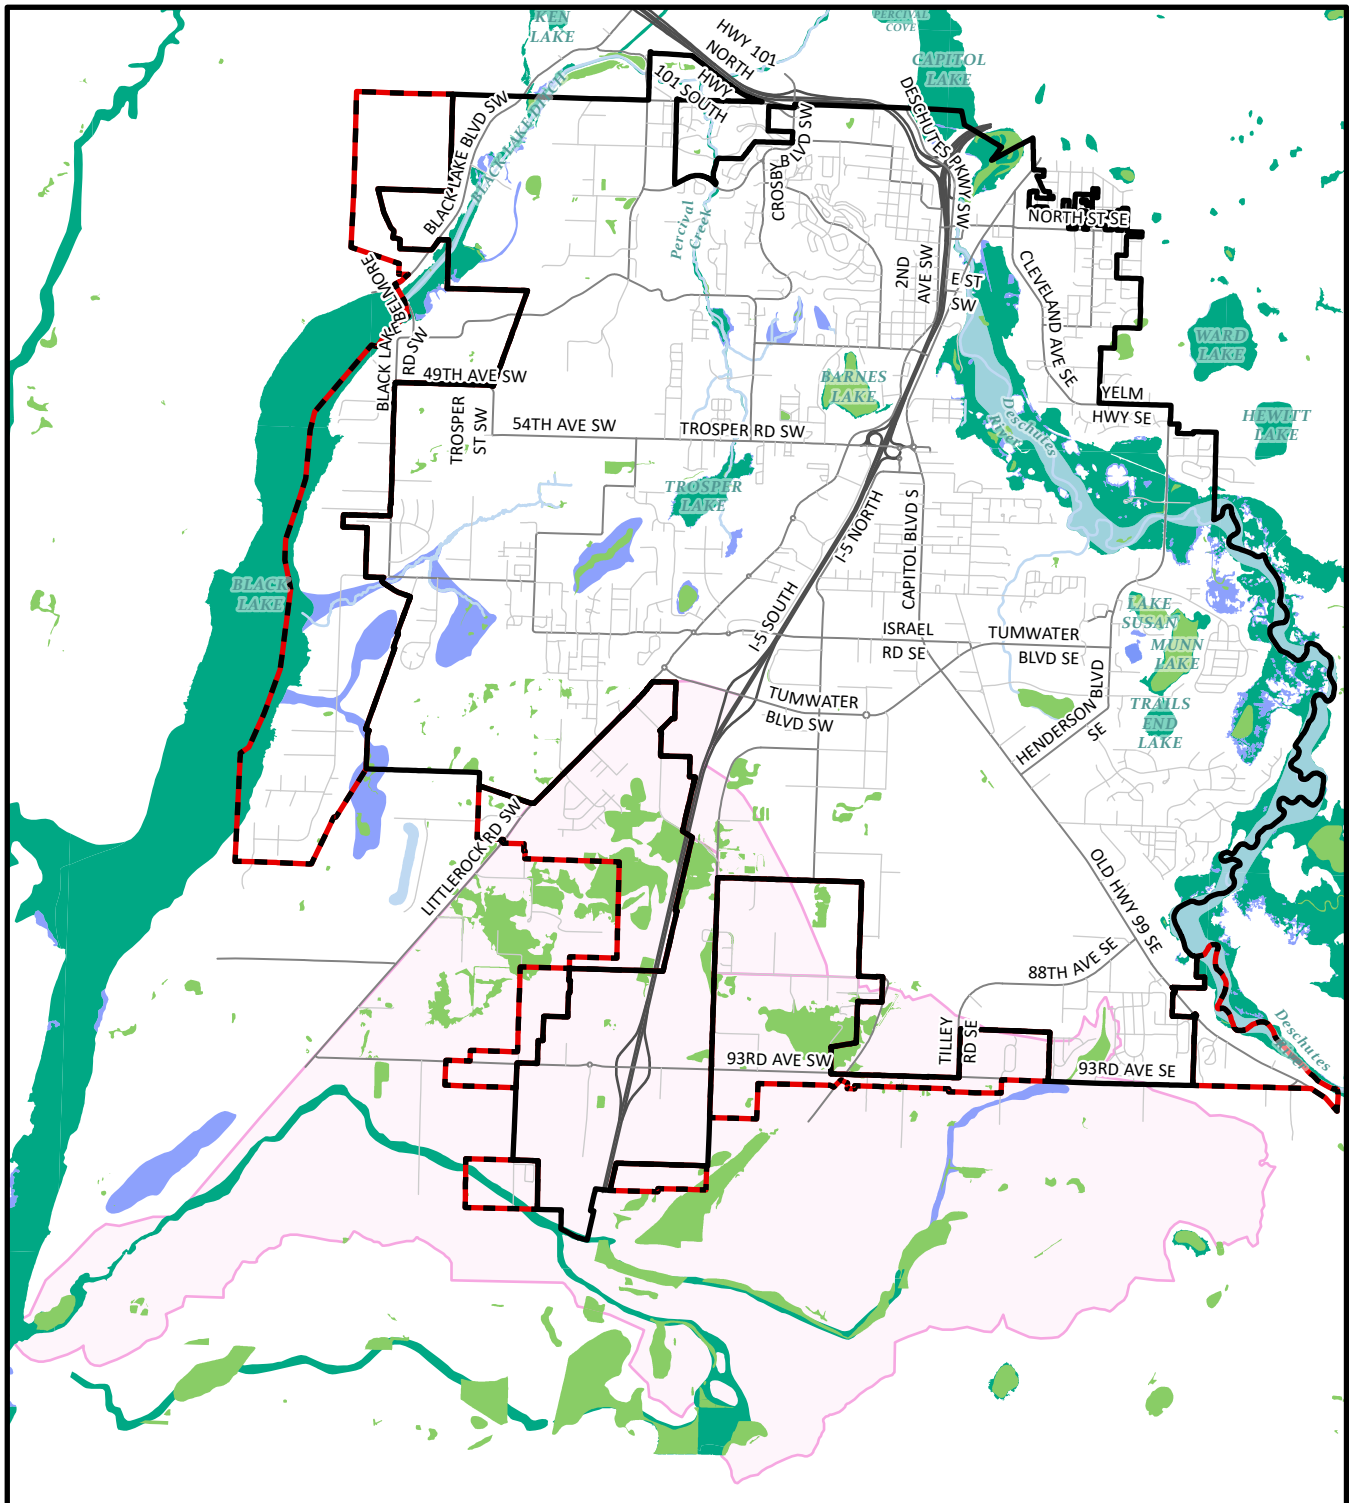 KEN
LAKE
PERCIVAL
COVE
HWY 101
NORTH
CAPITOL
LAKE
HWY
101 SOUTH
DESCHUTES PKWY SW
BLACK LAKE BLVD SW
BLACK LAKE DITCH
CROSBY
BLVD SW
Percival
Creek
NORTH ST SE
2ND
AVE SW
E ST
SW
CLEVELAND AVE SE
BLACK LAKE BELMORE
RD SW
WARD
LAKE
49TH AVE SW
BARNES
LAKE
YELM
HWY SE
HEWITT
LAKE
TROSPER
ST SW
54TH AVE SW
TROSPER RD SW
Deschutes
River
TROSPER
LAKE
I-5 NORTH
CAPITOL BLVD S
BLACK
LAKE
I-5 SOUTH
ISRAEL
RD SE
TUMWATER
BLVD SE
LAKE
SUSAN
MUNN
LAKE
TUMWATER
BLVD SW
HENDERSON BLVD
SE
TRAILS
END
LAKE
LITTLEROCK RD SW
OLD HWY 99 SE
88TH AVE SE
TILLEY
RD SE
93RD AVE SW
93RD AVE SE
Deschutes
River